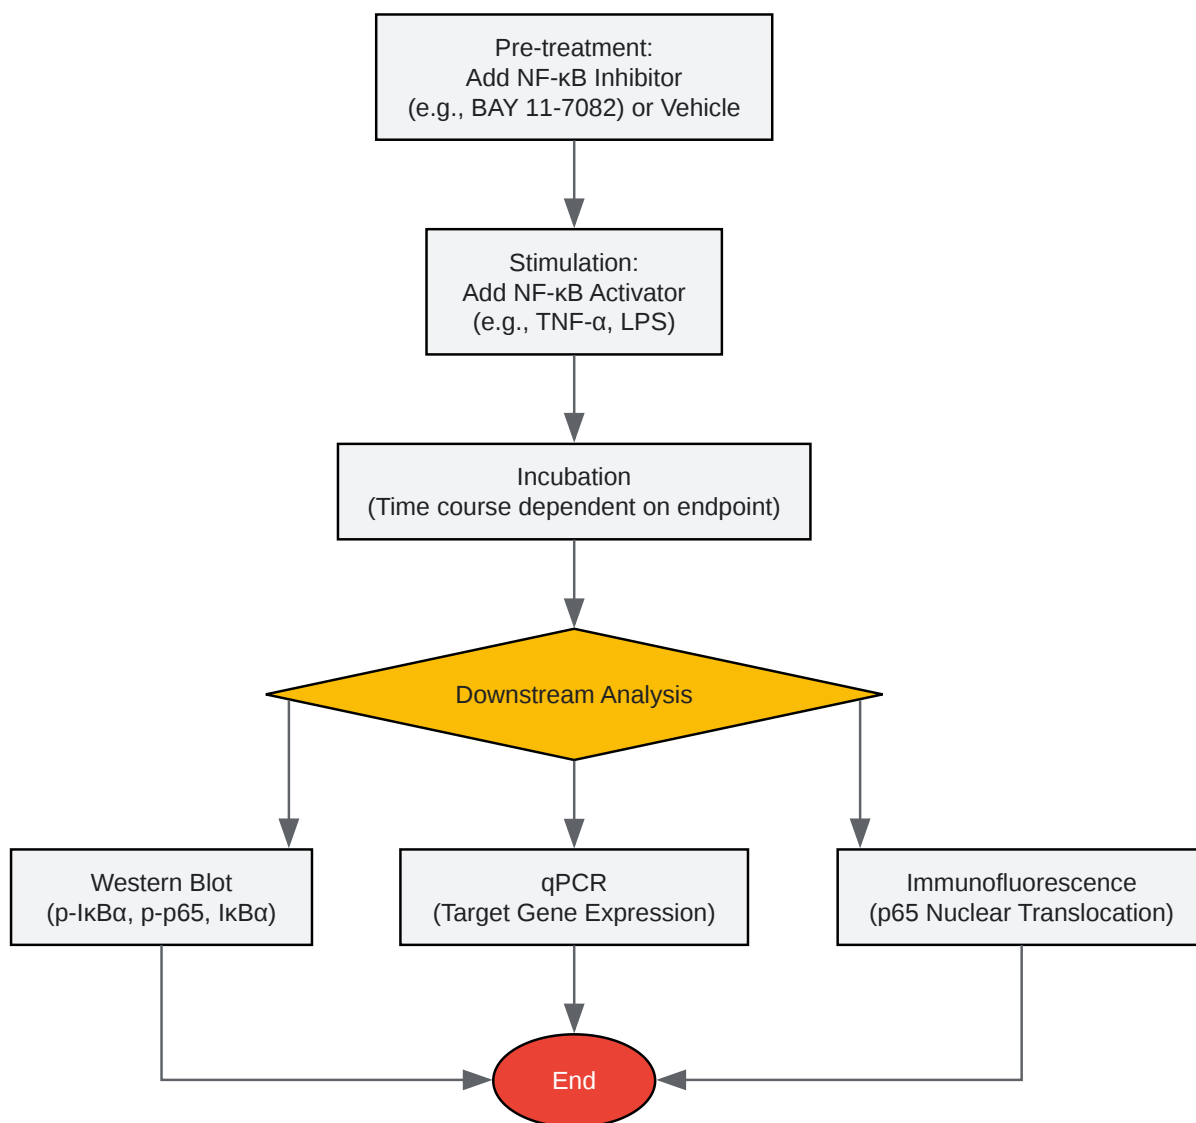 Pre-treatment:
Add NF-κB Inhibitor
(e.g., BAY 11-7082) or Vehicle
Stimulation:
Add NF-κB Activator
(e.g., TNF-α, LPS)
Incubation
(Time course dependent on endpoint)
Downstream Analysis
Western Blot
(p-IκBα, p-p65, IκBα)
qPCR
(Target Gene Expression)
Immunofluorescence
(p65 Nuclear Translocation)
End